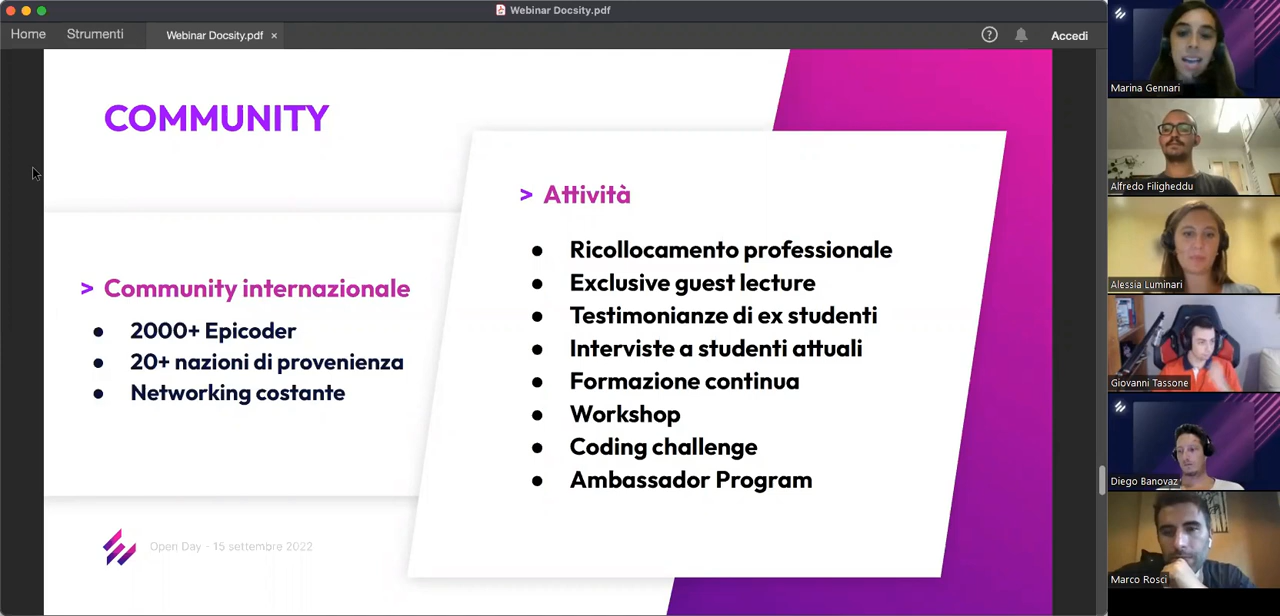 Webinar Docsity.pdf
Home Strumenti Webinar Docsity.pdf × ? Accedi
COMMUNITY
> Community internazionale
● 2000+ Epicoder
● 20+ nazioni di provenienza
● Networking costante
> Attività
● Ricollocamento professionale
● Exclusive guest lecture
● Testimonianze di ex studenti
● Interviste a studenti attuali
● Formazione continua
● Workshop
● Coding challenge
● Ambassador Program
Open Day - 15 settembre 2022
Marina Gennari
Alfredo Filigheddu
Alessia Luminari
Giovanni Tassone
Diego Banovaz
Marco Rosci